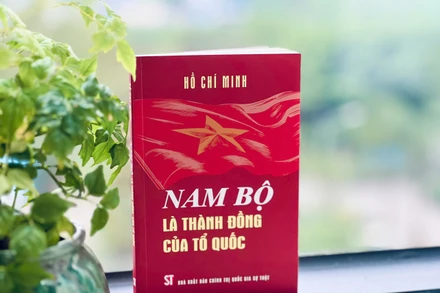 HỒ CHÍ MINH
NAM BỘ
LÀ THÀNH ĐỒNG
CỦA TỔ QUỐC
ST NHÀ XUẤT BẢN CHÍNH TRỊ QUỐC GIA SỰ THẬT